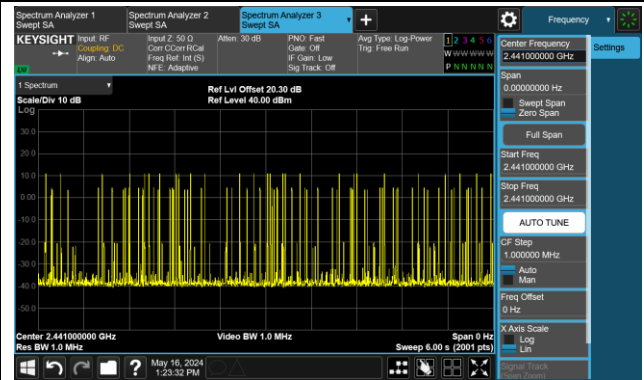 Spectrum Analyzer 1
Swept SA
Spectrum Analyzer 2
Swept SA
Spectrum Analyzer 3
Swept SA
Frequency
KEYSIGHT
Input: RF
Coupling: DC
Align: Auto
Input Z: 50 Ω
Corr CCorr RCal
Freq Ref: Int (S)
NFE: Adaptive
Atten: 30 dB
PNO: Fast
Gate: Off
IF Gain: Low
Sig Track: Off
Avg Type: Log-Power
Trig: Free Run
1 2 3 4 5 6
W W W W W W
P N N N N N
LXI
1 Spectrum
Scale/Div 10 dB
Log
Ref Lvl Offset 20.30 dB
Ref Level 40.00 dBm
30.0
20.0
10.0
0.00
-10.0
-20.0
-30.0
-40.0
-50.0
Center 2.441000000 GHz
Res BW 1.0 MHz
Video BW 1.0 MHz
Span 0 Hz
Sweep 6.00 s (2001 pts)
Center Frequency
2.441000000 GHz
Settings
Span
0.00000000 Hz
Swept Span
Zero Span
Full Span
Start Freq
2.441000000 GHz
Stop Freq
2.441000000 GHz
AUTO TUNE
CF Step
1.000000 MHz
Auto
Man
Freq Offset
0 Hz
X Axis Scale
Log
Lin
Signal Track
(Span Zoom)
?
May 16, 2024
1:23:32 PM